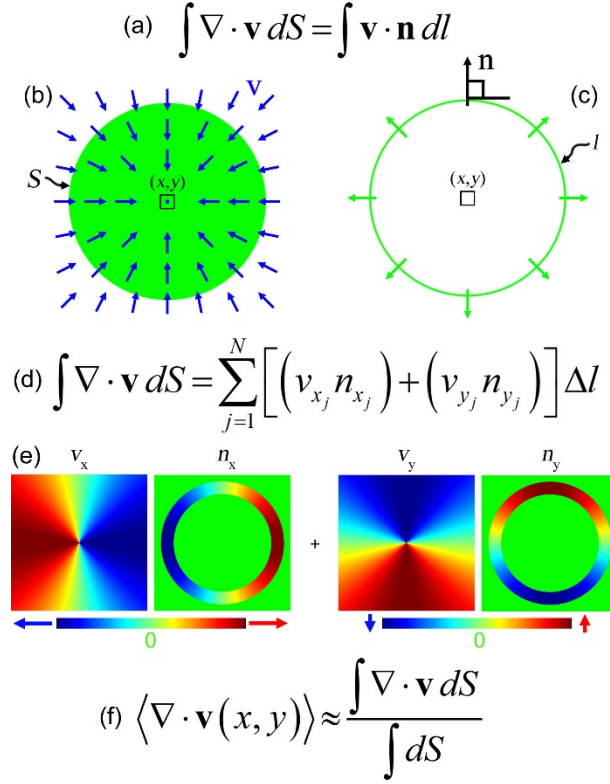 (a) ∫ ∇ · v dS = ∫ v · n dl
(b) v
S
(x,y)
n (c)
l
(x,y)
(d) ∫ ∇ · v dS = ∑_{j=1}^{N} [(v_{x_j} n_{x_j}) + (v_{y_j} n_{y_j})] Δl
(e) v_x n_x + v_y n_y
0 0
(f) ⟨∇ · v(x, y)⟩ ≈ ∫ ∇ · v dS / ∫ dS